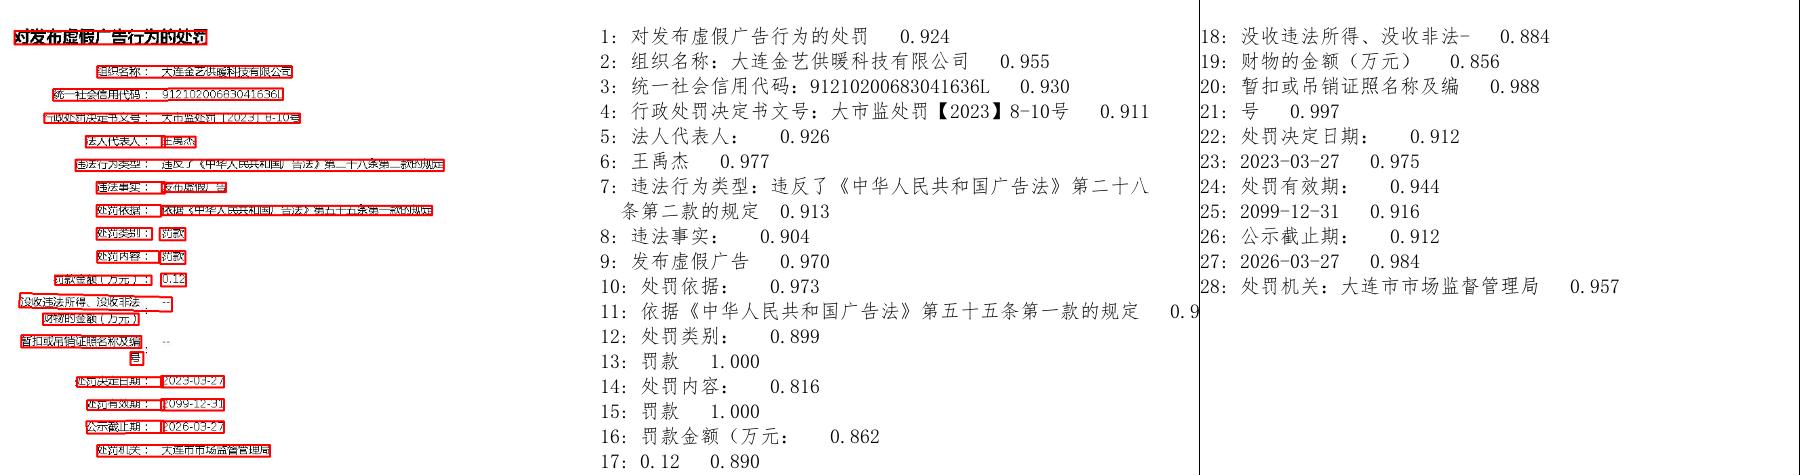 对发布虚假广告行为的处罚
组织名称： 大连金艺供暖科技有限公司
统一社会信用代码： 91210200683041636L
行政处罚决定书文号： 大市监处罚【2023】8-10号
法人代表人： 王禹杰
违法行为类型： 违反了《中华人民共和国广告法》第二十八条第二款的规定
违法事实： 发布虚假广告
处罚依据： 依据《中华人民共和国广告法》第五十五条第一款的规定
处罚类别： 罚款
处罚内容： 罚款
罚款金额（万元）： 0.12
没收违法所得、没收非法 --
财物的金额（万元）：
暂扣或吊销证照名称及编 --
号：
处罚决定日期： 2023-03-27
处罚有效期： 2099-12-31
公示截止期： 2026-03-27
处罚机关： 大连市市场监督管理局
1: 对发布虚假广告行为的处罚 0.924
2: 组织名称：大连金艺供暖科技有限公司 0.955
3: 统一社会信用代码：91210200683041636L 0.930
4: 行政处罚决定书文号：大市监处罚【2023】8-10号 0.911
5: 法人代表人： 0.926
6: 王禹杰 0.977
7: 违法行为类型：违反了《中华人民共和国广告法》第二十八
条第二款的规定 0.913
8: 违法事实： 0.904
9: 发布虚假广告 0.970
10: 处罚依据： 0.973
11: 依据《中华人民共和国广告法》第五十五条第一款的规定 0.9
12: 处罚类别： 0.899
13: 罚款 1.000
14: 处罚内容： 0.816
15: 罚款 1.000
16: 罚款金额（万元： 0.862
17: 0.12 0.890
18: 没收违法所得、没收非法- 0.884
19: 财物的金额（万元） 0.856
20: 暂扣或吊销证照名称及编 0.988
21: 号 0.997
22: 处罚决定日期： 0.912
23: 2023-03-27 0.975
24: 处罚有效期： 0.944
25: 2099-12-31 0.916
26: 公示截止期： 0.912
27: 2026-03-27 0.984
28: 处罚机关：大连市市场监督管理局 0.957